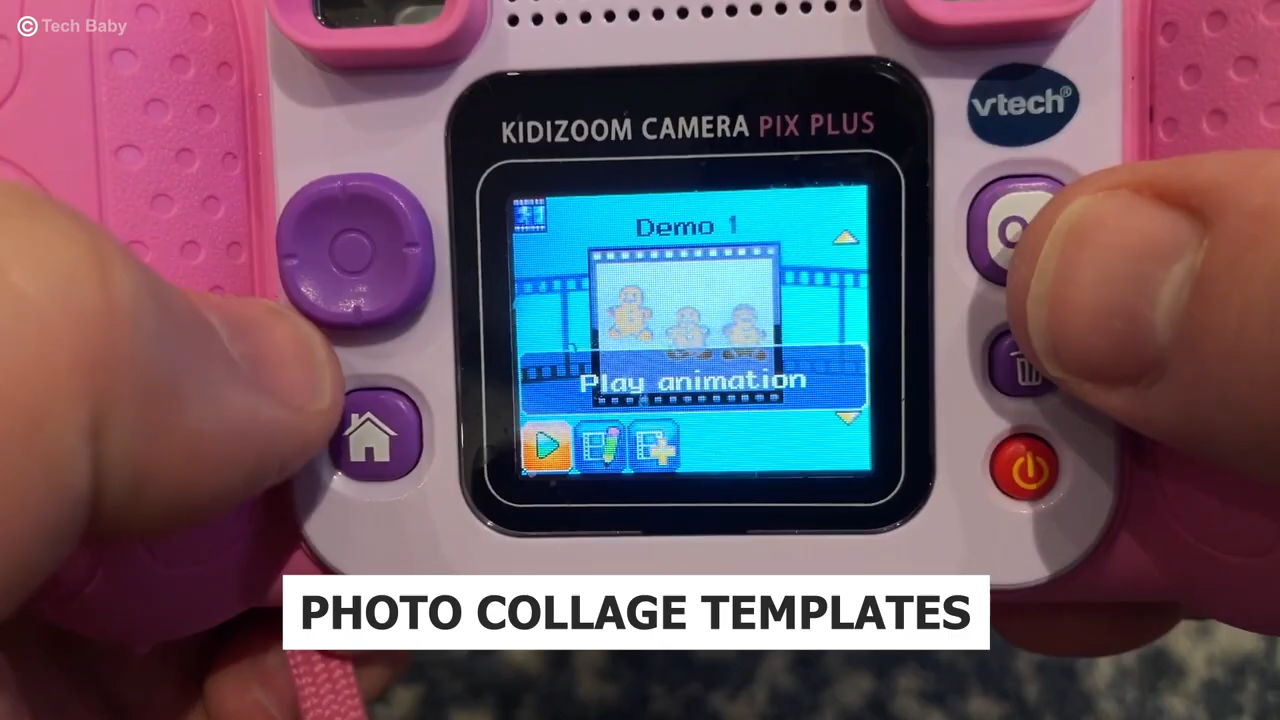 © Tech Baby
vtech®
KIDIZOOM CAMERA PIX PLUS
Demo 1
Play animation
PHOTO COLLAGE TEMPLATES